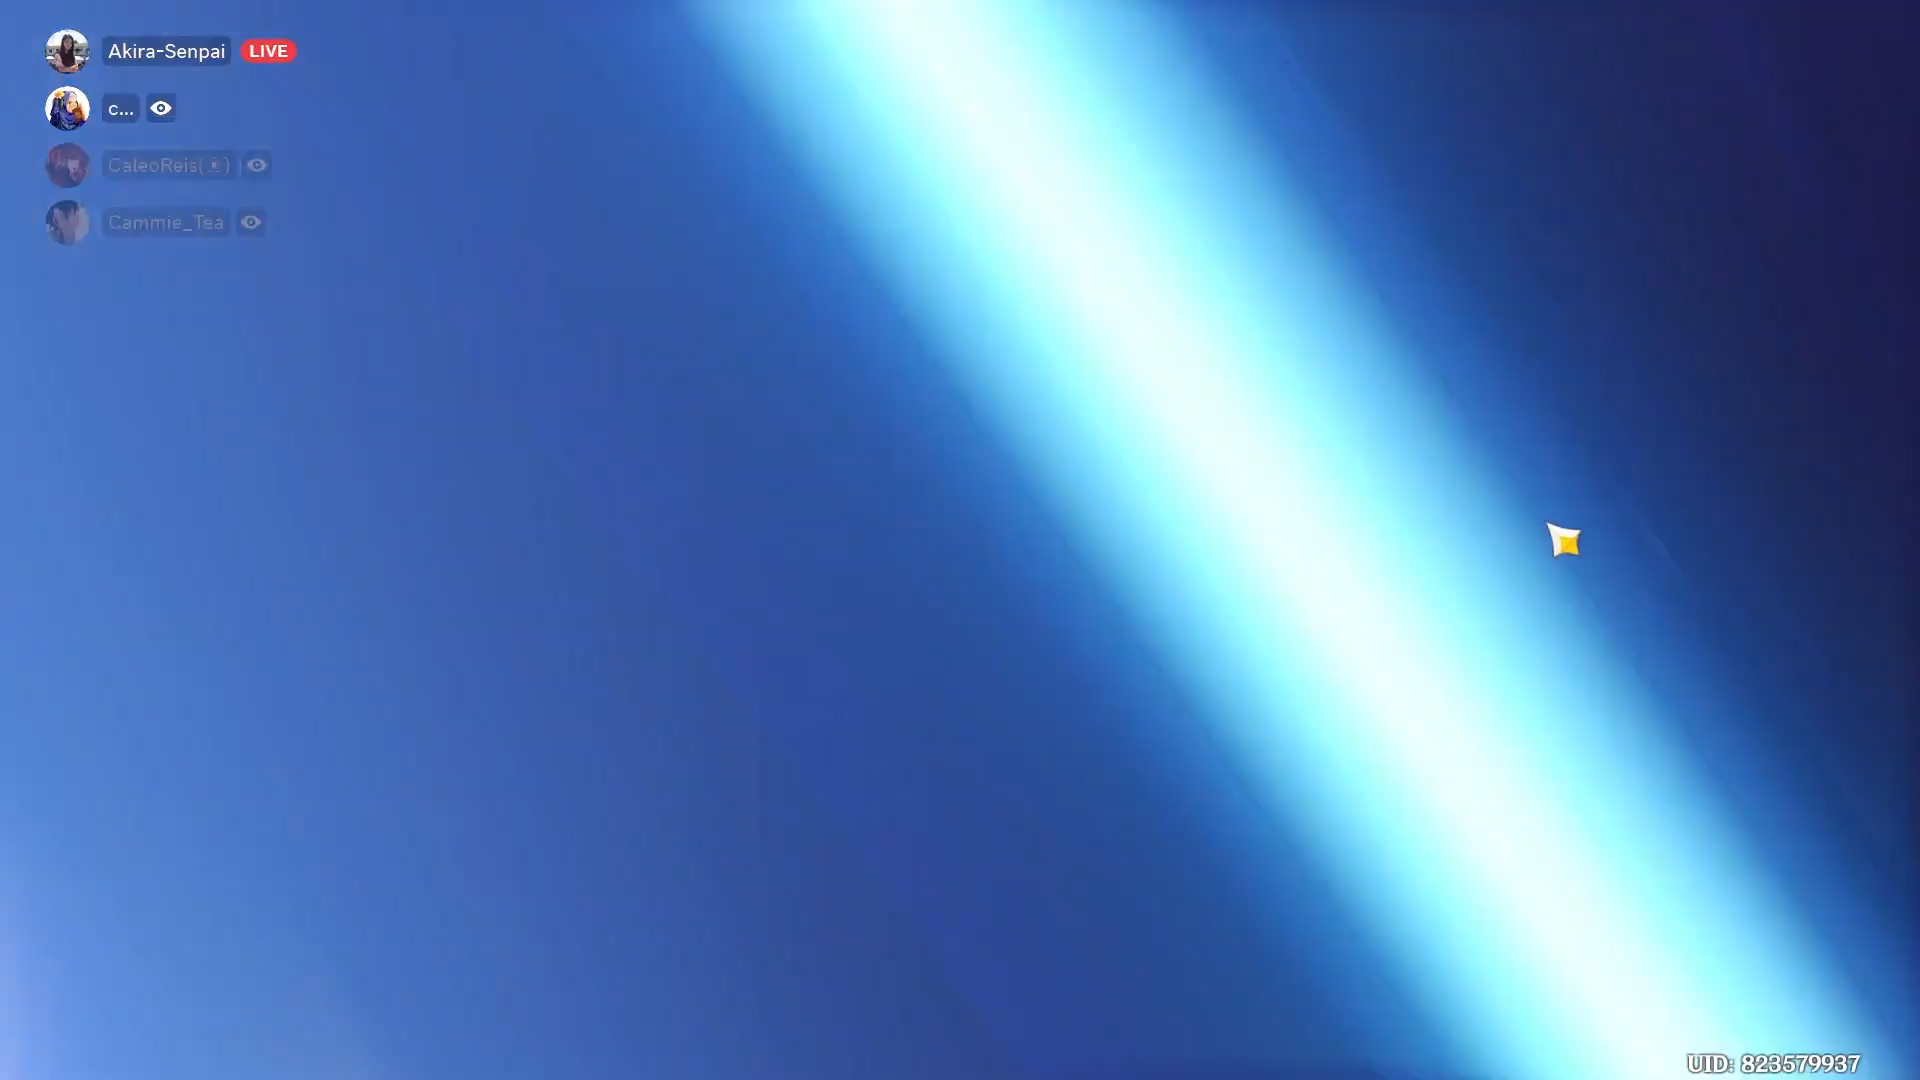 Akira-Senpai LIVE
c...
CaleoReis( )
Cammie_Tea
UID: 823579937